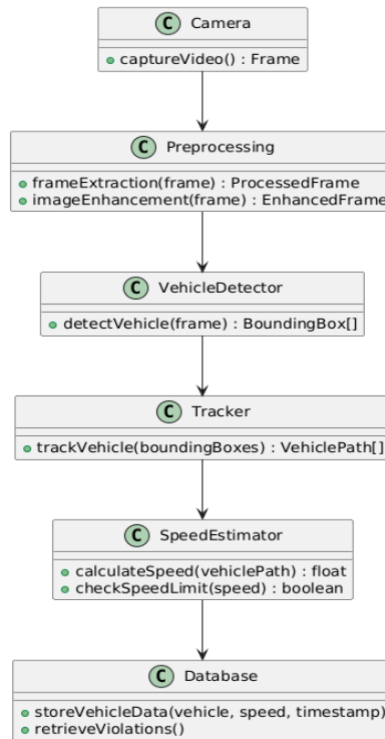 C Camera
captureVideo() : Frame
C Preprocessing
frameExtraction(frame) : ProcessedFrame
imageEnhancement(frame) : EnhancedFrame
C VehicleDetector
detectVehicle(frame) : BoundingBox[]
C Tracker
trackVehicle(boundingBoxes) : VehiclePath[]
C SpeedEstimator
calculateSpeed(vehiclePath) : float
checkSpeedLimit(speed) : boolean
C Database
storeVehicleData(vehicle, speed, timestamp)
retrieveViolations()